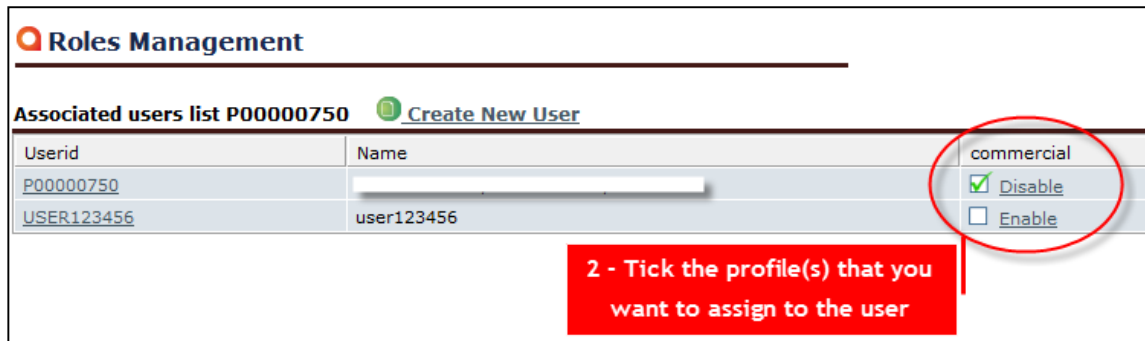 Roles Management
Associated users list P00000750 Create New User
Userid Name commercial
P00000750 Disable
USER123456 user123456 Enable
2 - Tick the profile(s) that you
want to assign to the user